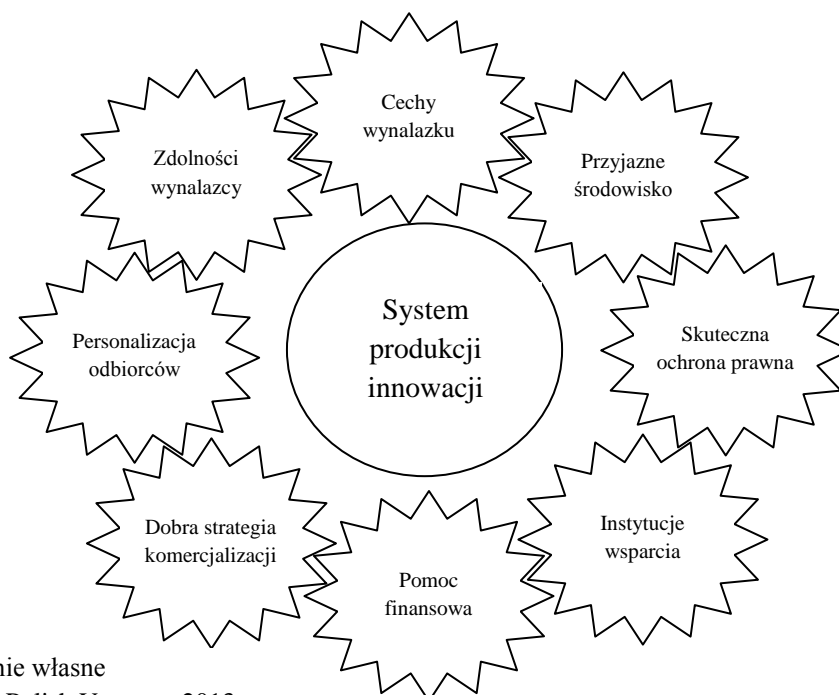 Cechy
wynalazku
Zdolności
wynalazcy
Przyjazne
środowisko
System
produkcji
innowacji
Personalizacja
odbiorców
Skuteczna
ochrona prawna
Dobra strategia
komercjalizacji
Instytucje
wsparcia
Pomoc
finansowa
nie własne